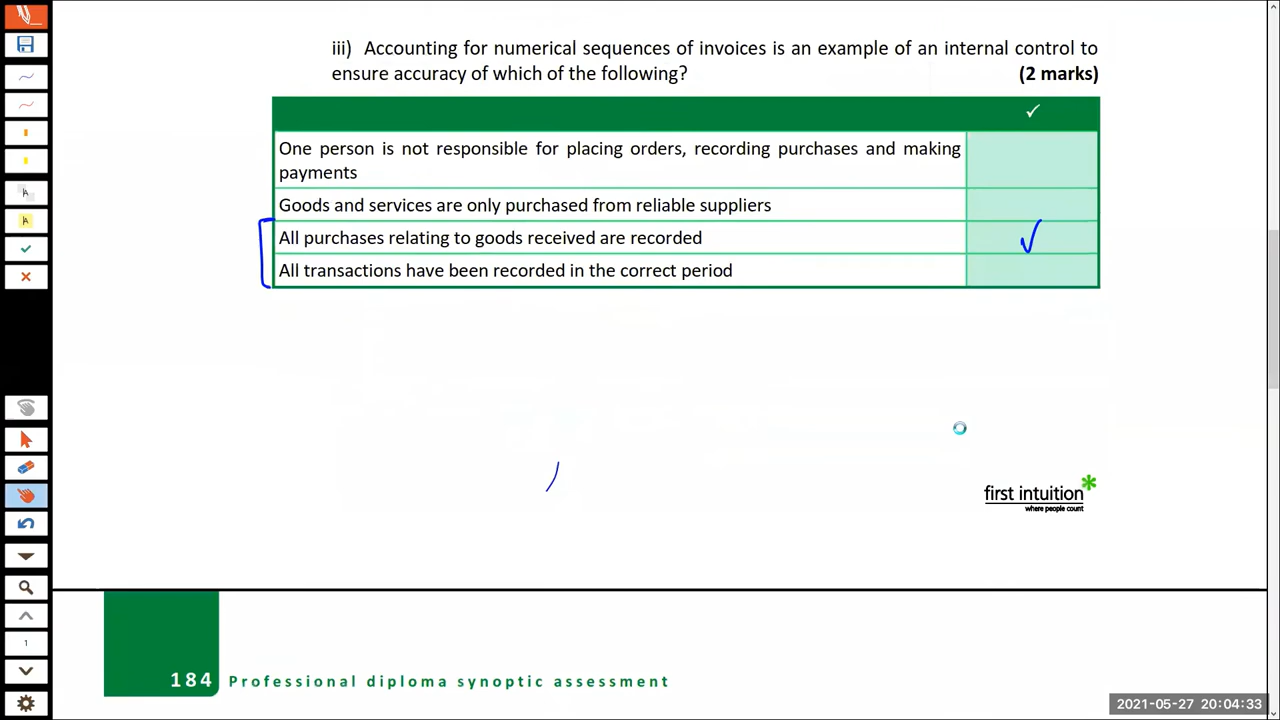 iii) Accounting for numerical sequences of invoices is an example of an internal control to
ensure accuracy of which of the following? (2 marks)
✓
One person is not responsible for placing orders, recording purchases and making
payments
Goods and services are only purchased from reliable suppliers
All purchases relating to goods received are recorded
All transactions have been recorded in the correct period
first intuition*
where people count
184 Professional diploma synoptic assessment
1
2021-05-27 20:04:33